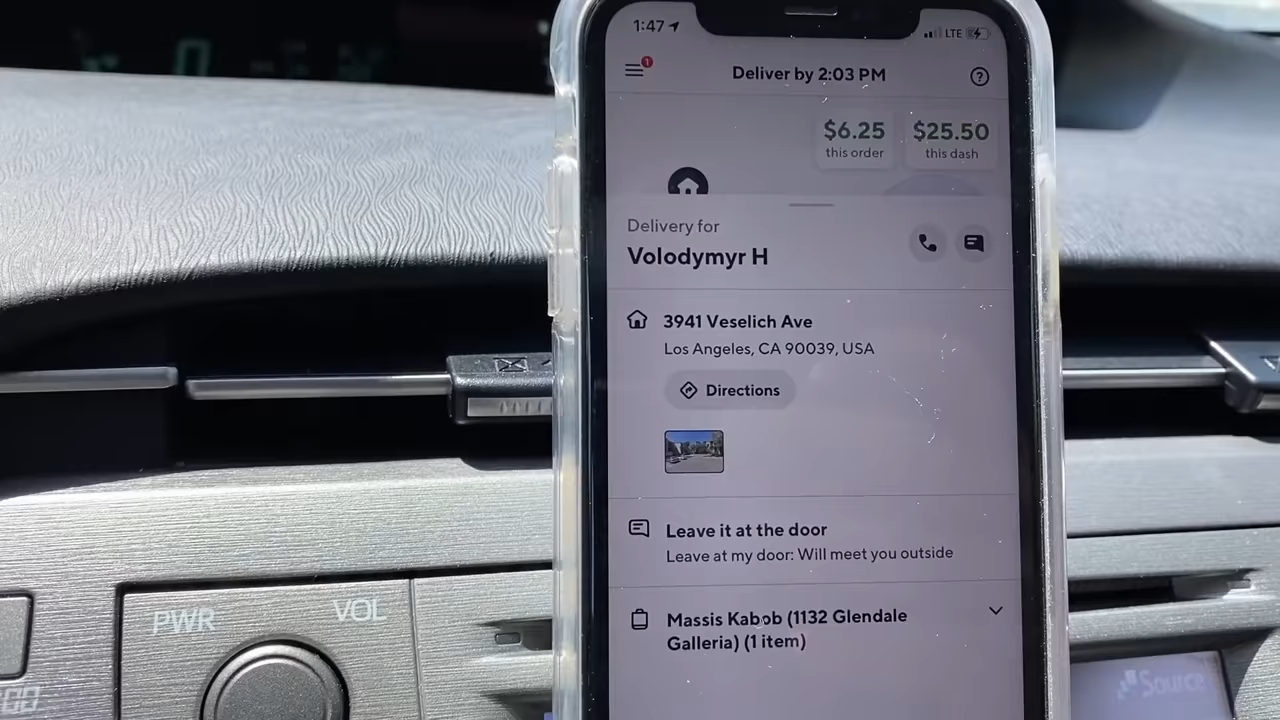 1:47
LTE
1
Deliver by 2:03 PM
?
$6.25
$25.50
this order
this dash
Delivery for
Volodymyr H
3941 Veselich Ave
Los Angeles, CA 90039, USA
Directions
Leave it at the door
Leave at my door: Will meet you outside
Massis Kabob (1132 Glendale
Galleria) (1 item)
PWR
VOL
Source